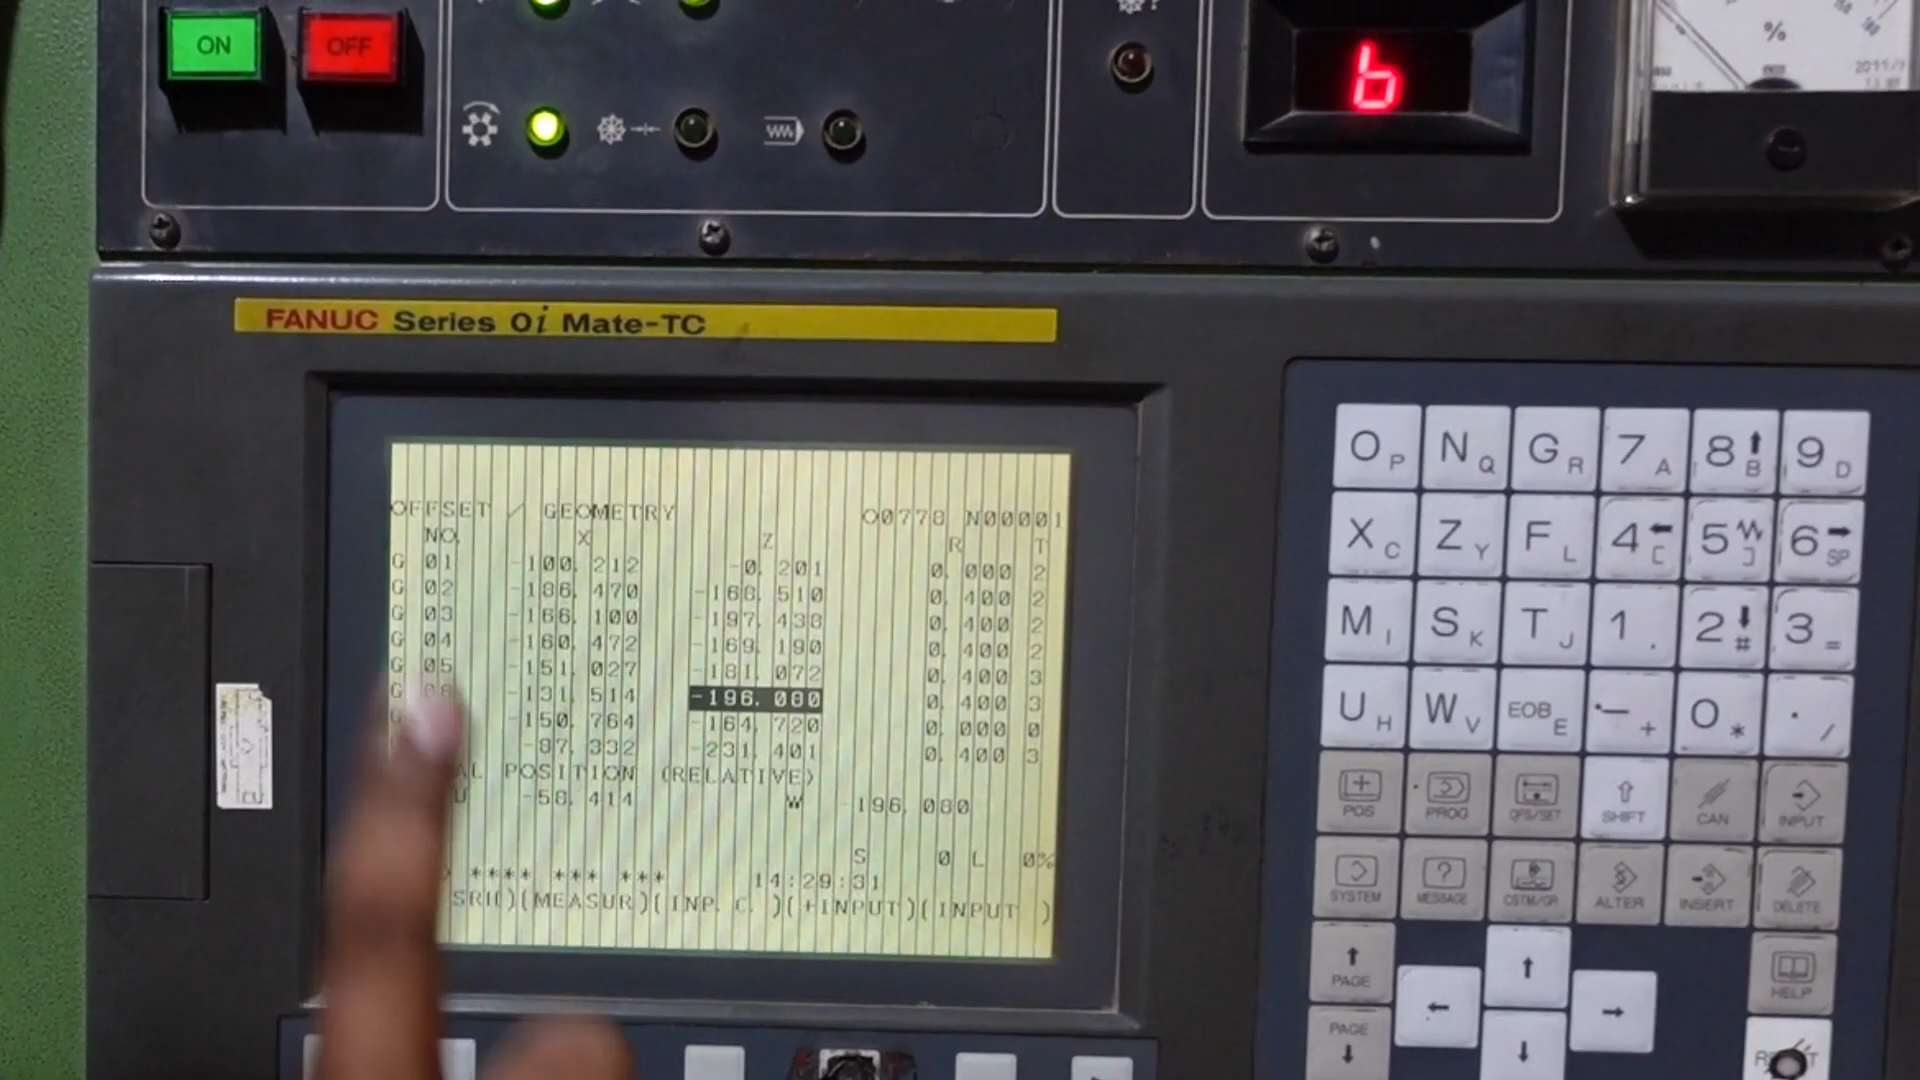 ON OFF
b
%
2011/
FANUC Series 0i Mate-TC
OFFSET / GEOMETRY O0778 N00001
NO. X Z R T
G 01 -100.212 -0.201 0.000 2
G 02 -186.470 -168.510 0.400 2
G 03 -166.100 -197.438 0.400 2
G 04 -160.472 -169.190 0.400 2
G 05 -151.027 -181.072 0.400 3
G -131.514 -196.080 0.400 3
G -150.764 -164.720 0.000 0
-87.332 -231.401 0.400 3
AL POSITION (RELATIVE)
U -58.414 W -196.080
S 0 L 0%
**** *** *** 14:29:31
SRH)(MEASUR)(INP.C.)(+INPUT)(INPUT )
O P N Q G R 7 A 8 B 9 D
X C Z Y F L 4 [ 5 ] 6 SP
M I S K T J 1 , 2 # 3 =
U H W V EOB E - + 0 * . /
POS PROG OFS/SET SHIFT CAN INPUT
SYSTEM MESSAGE CSTM/GR ALTER INSERT DELETE
PAGE HELP
PAGE